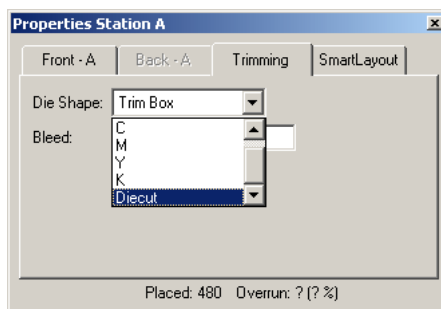 Properties Station A
Front - A Back - A Trimming SmartLayout
Die Shape: Trim Box
Bleed:
C
M
Y
K
Diecut
Placed: 480 Overrun: ? (? %)